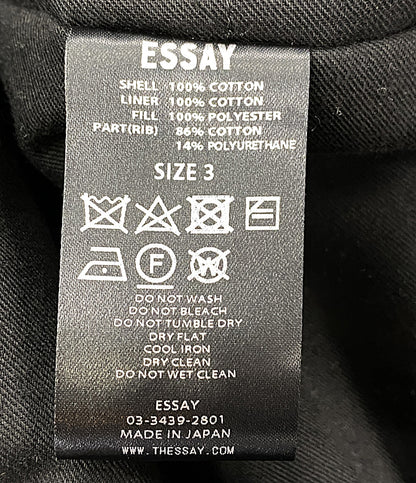 ESSAY
SHELL 100% COTTON
LINER 100% COTTON
FILL 100% POLYESTER
PART(RIB) 86% COTTON
14% POLYURETHANE
SIZE 3
F W
DO NOT WASH
DO NOT BLEACH
DO NOT TUMBLE DRY
DRY FLAT
COOL IRON
DRY CLEAN
DO NOT WET CLEAN
ESSAY
03-3439-2801
MADE IN JAPAN
WWW.THESSAY.COM